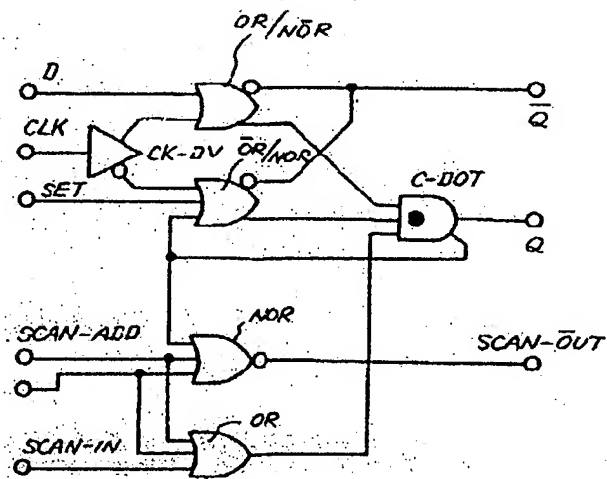 OR/NOR
D
Q̅
CLK
CK-DV
OR/NOR
C-DOT
SET
Q
SCAN-ADD
NOR
SCAN-OUT
OR
SCAN-IN